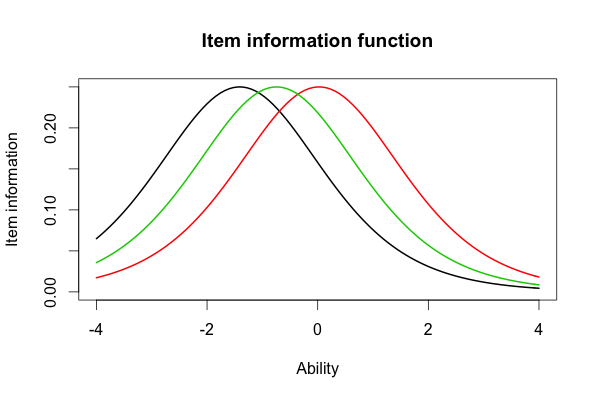 Item information function
Item information
0.20
0.10
0.00
-4 -2 0 2 4
Ability